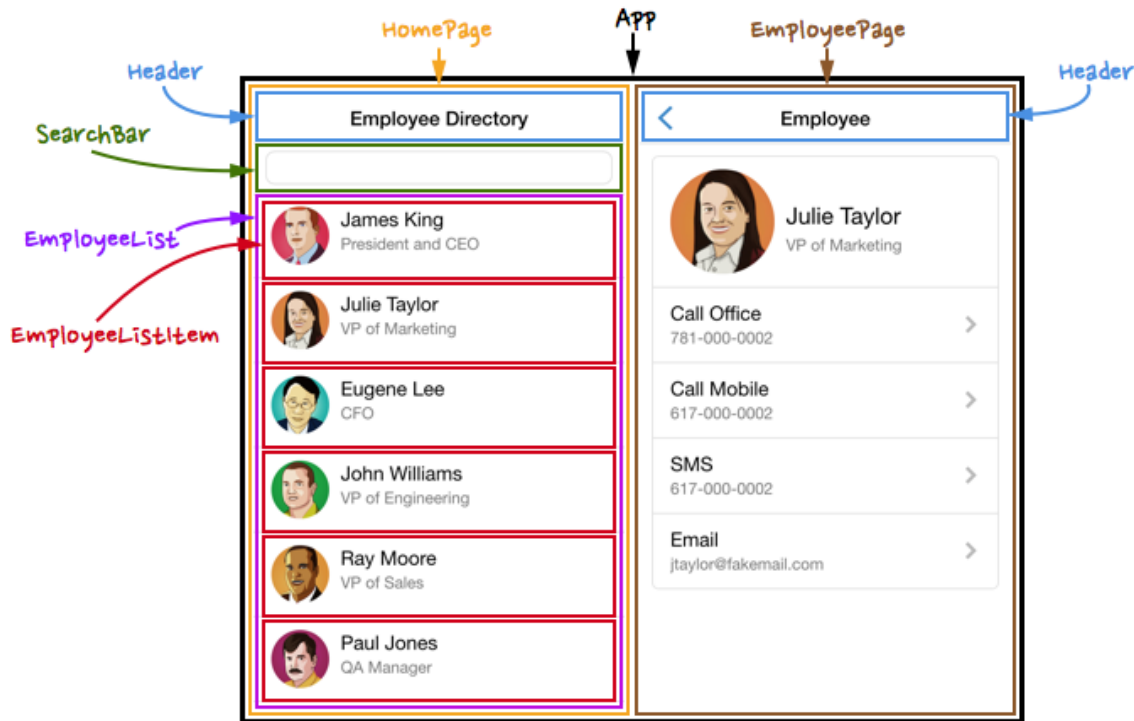 App
HomePage
EmployeePage
Header
Header
SearchBar
EmployeeList
EmployeeListItem
Employee Directory
James King
President and CEO
Julie Taylor
VP of Marketing
Eugene Lee
CFO
John Williams
VP of Engineering
Ray Moore
VP of Sales
Paul Jones
QA Manager
Employee
Julie Taylor
VP of Marketing
Call Office
781-000-0002
Call Mobile
617-000-0002
SMS
617-000-0002
Email
jtaylor@fakemail.com